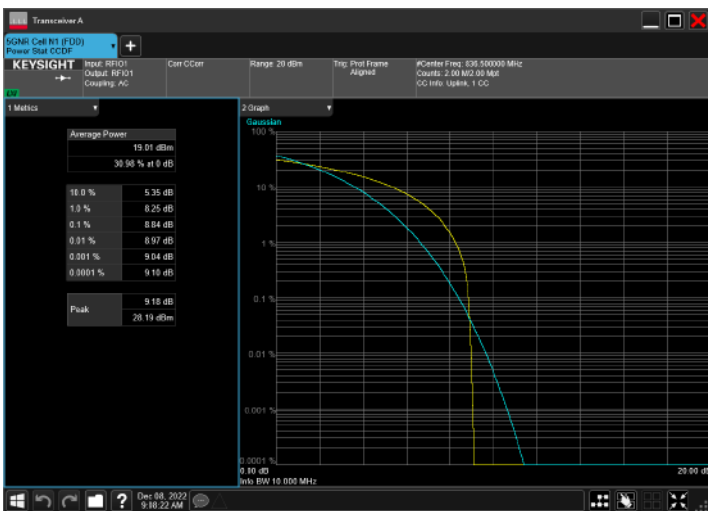 Transceiver A
5GNR Cell N1 (FDD)
Power Stat CCDF
KEYSIGHT
Input: RFIO1
Output: RFIO1
Coupling: AC
Corr CCorr
Range: 20 dBm
Trig: Prot Frame
Aligned
#Center Freq: 836.500000 MHz
Counts: 2.00 M/2.00 Mpt
CC Info: Uplink, 1 CC
1 Metrics
Average Power
19.01 dBm
30.98 % at 0 dB
10.0 % 5.35 dB
1.0 % 8.25 dB
0.1 % 8.84 dB
0.01 % 8.97 dB
0.001 % 9.04 dB
0.0001 % 9.10 dB
Peak 9.18 dB
28.19 dBm
2 Graph
Gaussian
100 %
10 %
1 %
0.1 %
0.01 %
0.001 %
0.0001 %
0.00 dB
20.00 dB
Info BW 10.000 MHz
Dec 08, 2022
9:18:22 AM